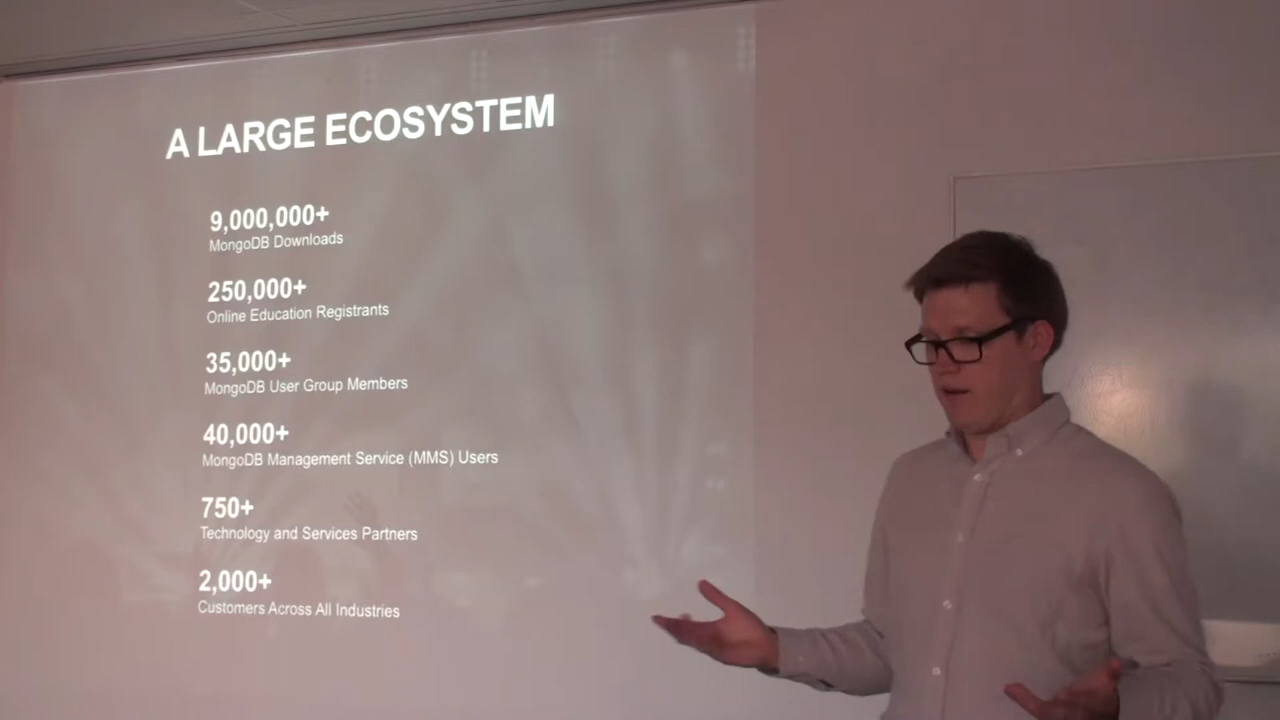 A LARGE ECOSYSTEM
9,000,000+
MongoDB Downloads
250,000+
Online Education Registrants
35,000+
MongoDB User Group Members
40,000+
MongoDB Management Service (MMS) Users
750+
Technology and Services Partners
2,000+
Customers Across All Industries